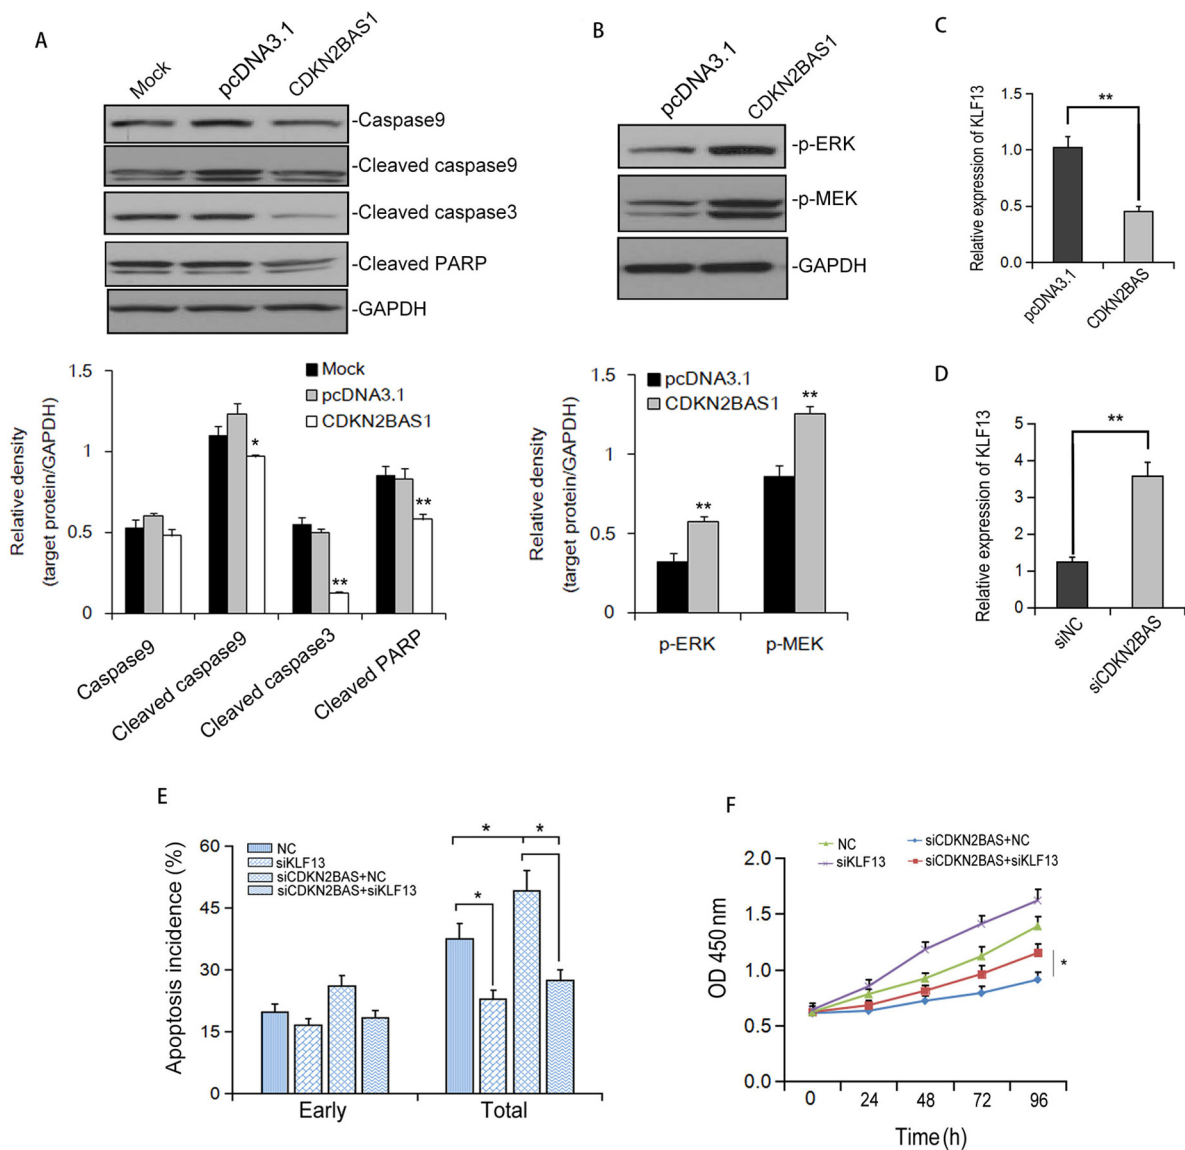 A
Mock
pcDNA3.1
CDKN2BAS1
-Caspase9
-Cleaved caspase9
-Cleaved caspase3
-Cleaved PARP
-GAPDH
Relative density
(target protein/GAPDH)
1.5
1
0.5
0
Mock
pcDNA3.1
CDKN2BAS1
*
**
**
Caspase9
Cleaved caspase9
Cleaved caspase3
Cleaved PARP
B
pcDNA3.1
CDKN2BAS1
-p-ERK
-p-MEK
-GAPDH
Relative density
(target protein/GAPDH)
1.5
1
0.5
0
pcDNA3.1
CDKN2BAS1
**
**
p-ERK
p-MEK
C
Relative expression of KLF13
1.5
1.0
0.5
0.0
**
pcDNA3.1
CDKN2BAS
D
Relative expression of KLF13
5
4
3
2
1
0
**
siNC
siCDKN2BAS
E
Apoptosis incidence (%)
60
45
30
15
0
NC
siKLF13
siCDKN2BAS+NC
siCDKN2BAS+siKLF13
*
*
*
Early
Total
F
NC
siCDKN2BAS+NC
siKLF13
siCDKN2BAS+siKLF13
OD 450 nm
2.0
1.5
1.0
0.5
0.0
*
0
24
48
72
96
Time (h)